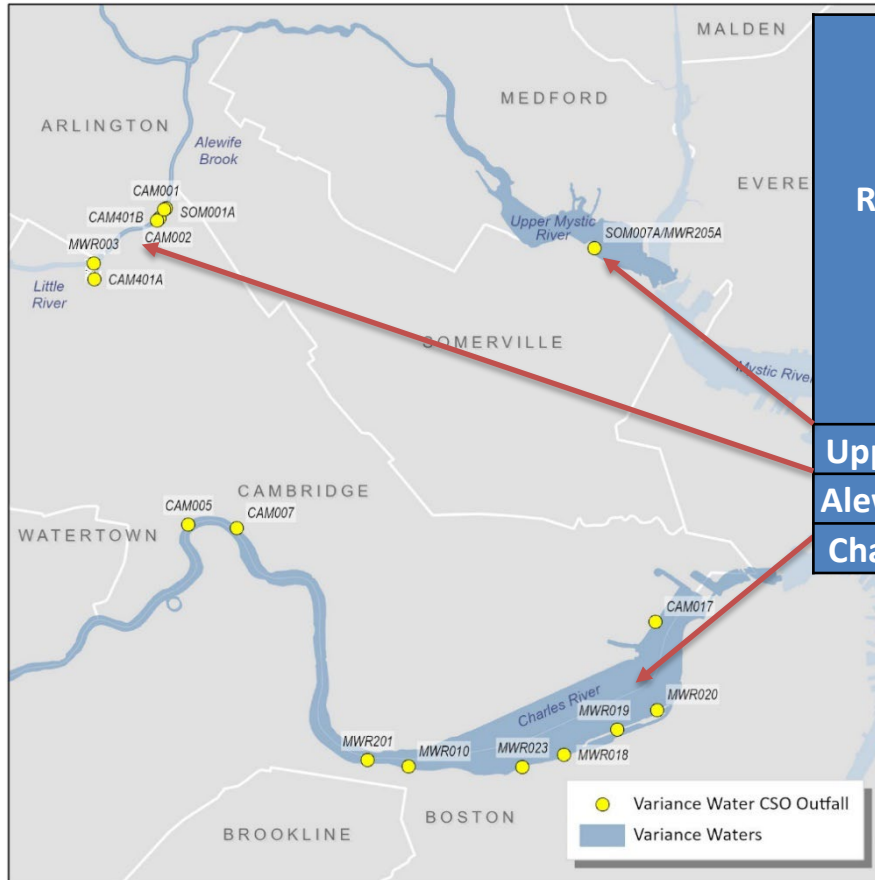 MALDEN
MEDFORD
ARLINGTON
Alewife
Brook
EVERE
R
CAM001
CAM401B
SOM001A
CAM002
Upper Mystic
River
SOM007A/MWR205A
MWR003
Little
River
CAM401A
SOMERVILLE
Mystic River
Upp
Alew
Cha
CAMBRIDGE
CAM005
CAM007
WATERTOWN
CAM017
Charles River
MWR020
MWR019
MWR201
MWR010
MWR023
MWR018
BOSTON
BROOKLINE
Variance Water CSO Outfall
Variance Waters